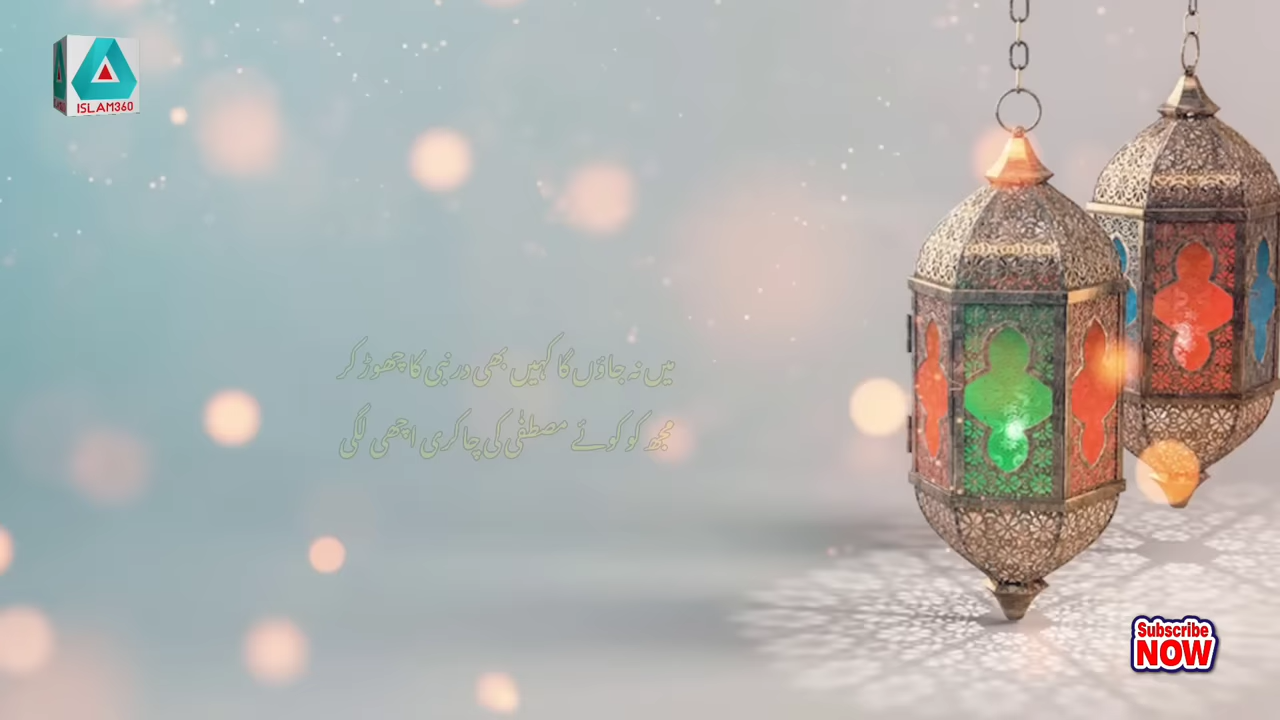 ISLAM360
میں نہ جاؤں گا کہیں بھی در نبی کا چھوڑ کر
مجھ کو کوئے مصطفٰی کی چاکری اچھی لگی
Subscribe
NOW